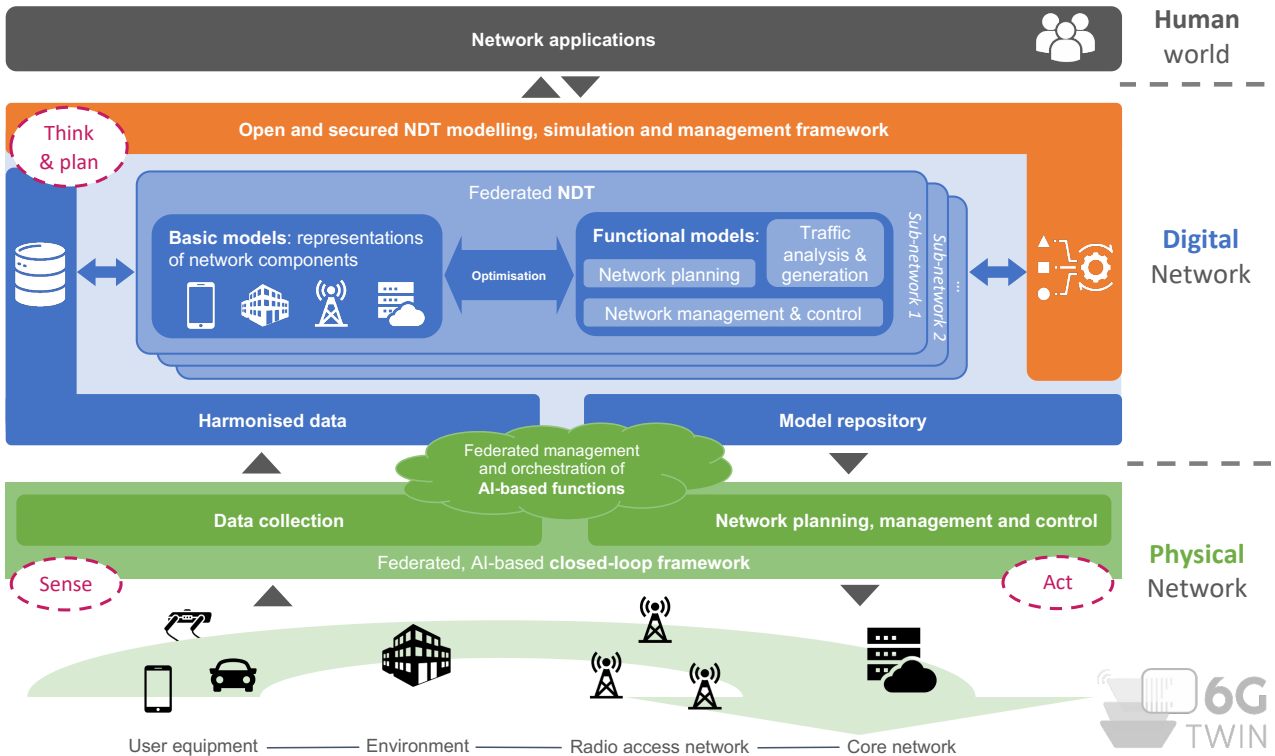 Network applications
Human
world
Think
& plan
Open and secured NDT modelling, simulation and management framework
Federated NDT
Basic models: representations
of network components
Optimisation
Functional models:
Traffic
analysis &
generation
Network planning
Network management & control
Sub-network 1
Sub-network 2
...
Digital
Network
Harmonised data
Model repository
Federated management
and orchestration of
AI-based functions
Data collection
Network planning, management and control
Federated, AI-based closed-loop framework
Sense
Act
Physical
Network
User equipment
Environment
Radio access network
Core network
6G
TWIN